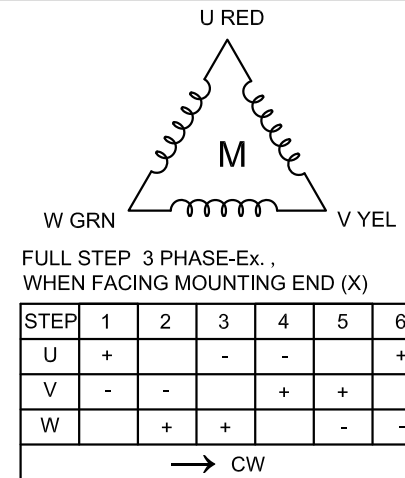 U RED
M
W GRN
V YEL
FULL STEP 3 PHASE-Ex. ,
WHEN FACING MOUNTING END (X)
STEP 1 2 3 4 5 6
U + - - +
V - - + +
W + + - -
→ CW